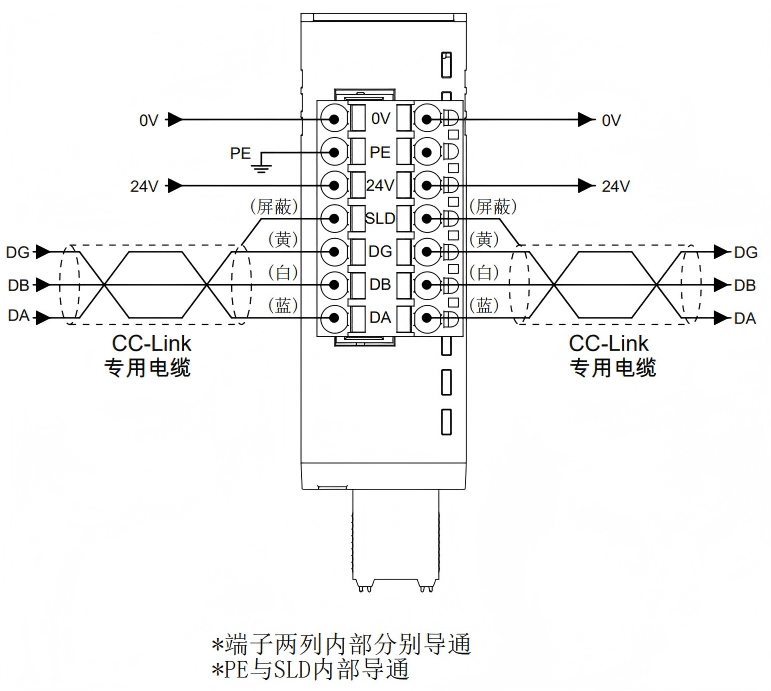 0V 0V 0V
PE PE
24V 24V 24V
(屏蔽) SLD (屏蔽)
DG (黄) DG (黄) DG
DB (白) DB (白) DB
DA (蓝) DA (蓝) DA
CC-Link CC-Link
专用电缆 专用电缆
*端子两列内部分别导通
*PE与SLD内部导通